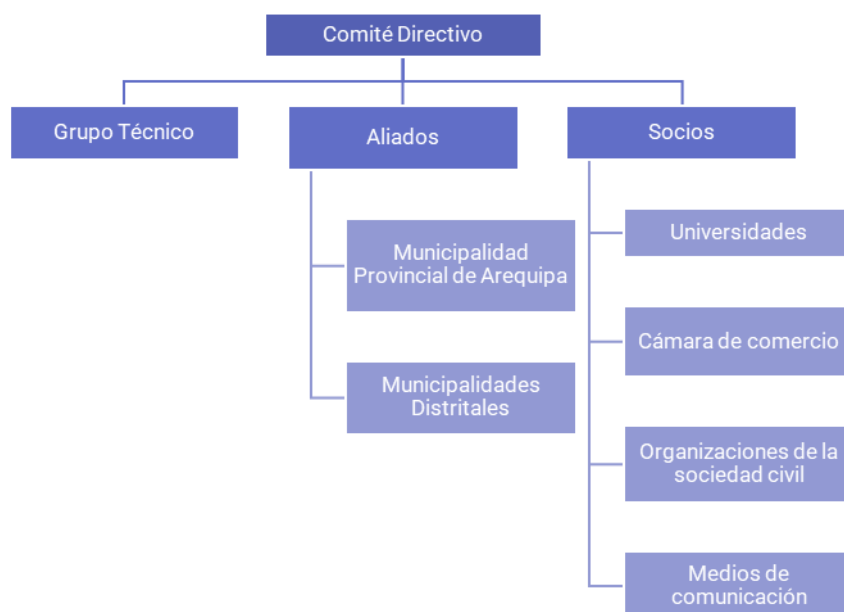 Comité Directivo
Grupo Técnico
Aliados
Socios
Municipalidad
Provincial de Arequipa
Municipalidades
Distritales
Universidades
Cámara de comercio
Organizaciones de la
sociedad civil
Medios de
comunicación